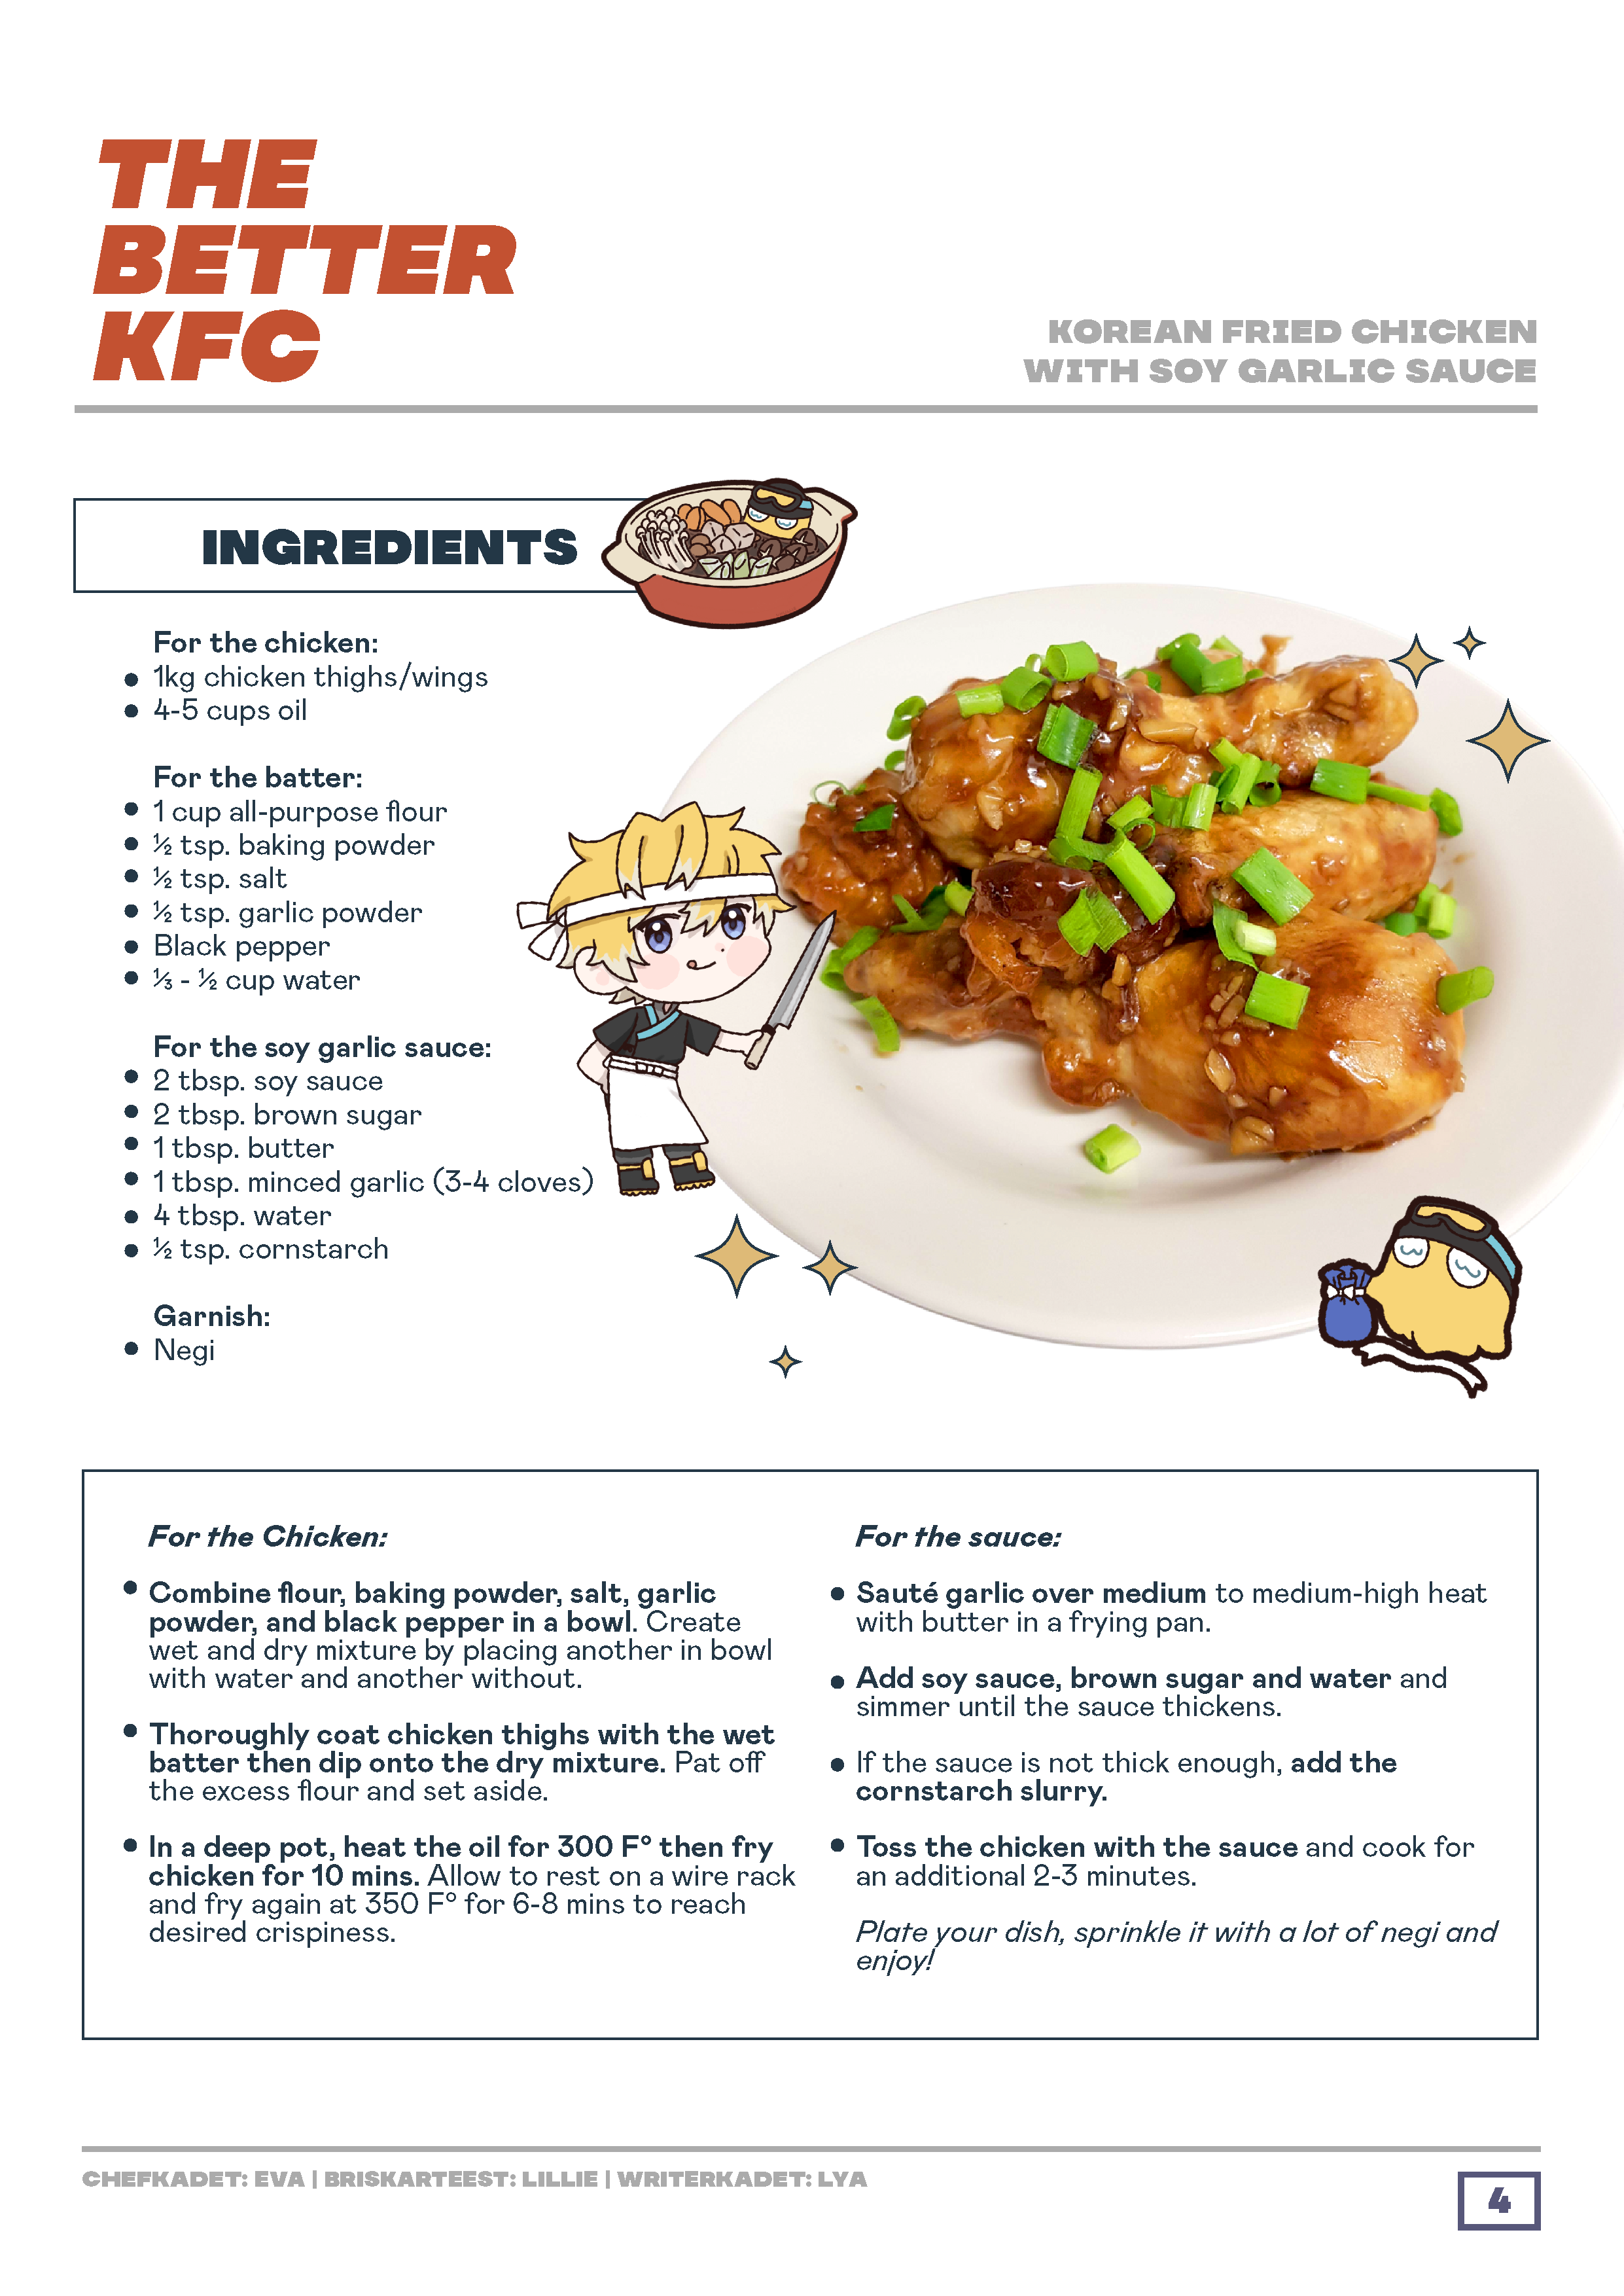 THE
BETTER
KFC
KOREAN FRIED CHICKEN
WITH SOY GARLIC SAUCE
INGREDIENTS
For the chicken:
• 1kg chicken thighs/wings
• 4-5 cups oil
For the batter:
• 1 cup all-purpose flour
• ½ tsp. baking powder
• ½ tsp. salt
• ½ tsp. garlic powder
• Black pepper
• ⅓ - ½ cup water
For the soy garlic sauce:
• 2 tbsp. soy sauce
• 2 tbsp. brown sugar
• 1 tbsp. butter
• 1 tbsp. minced garlic (3-4 cloves)
• 4 tbsp. water
• ½ tsp. cornstarch
Garnish:
• Negi
For the Chicken:
• Combine flour, baking powder, salt, garlic
powder, and black pepper in a bowl. Create
wet and dry mixture by placing another in bowl
with water and another without.
• Thoroughly coat chicken thighs with the wet
batter then dip onto the dry mixture. Pat off
the excess flour and set aside.
• In a deep pot, heat the oil for 300 F° then fry
chicken for 10 mins. Allow to rest on a wire rack
and fry again at 350 F° for 6-8 mins to reach
desired crispiness.
For the sauce:
• Sauté garlic over medium to medium-high heat
with butter in a frying pan.
• Add soy sauce, brown sugar and water and
simmer until the sauce thickens.
• If the sauce is not thick enough, add the
cornstarch slurry.
• Toss the chicken with the sauce and cook for
an additional 2-3 minutes.
Plate your dish, sprinkle it with a lot of negi and
enjoy!
CHEFKADET: EVA | BRISKARTEEST: LILLIE | WRITERKADET: LYA
4